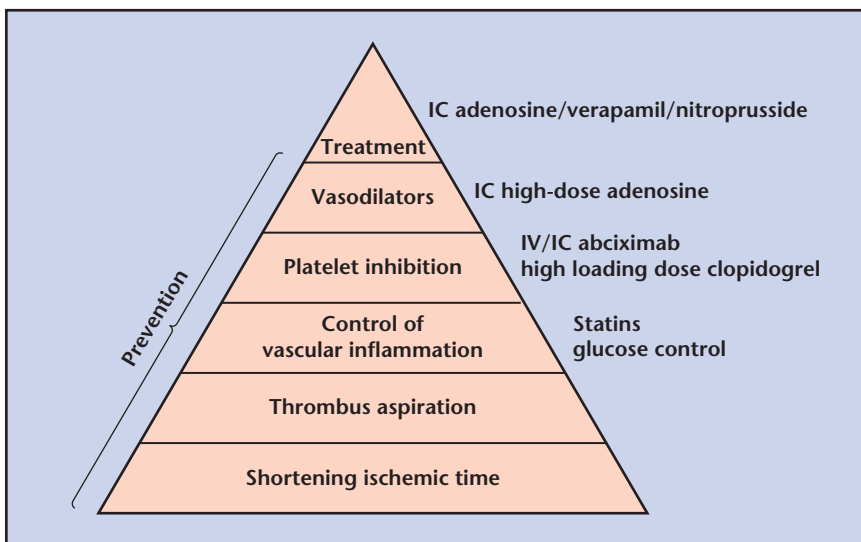 IC adenosine/verapamil/nitroprusside
Treatment
Vasodilators
IC high-dose adenosine
Platelet inhibition
IV/IC abciximab
high loading dose clopidogrel
Control of
vascular inflammation
Statins
glucose control
Thrombus aspiration
Shortening ischemic time
Prevention